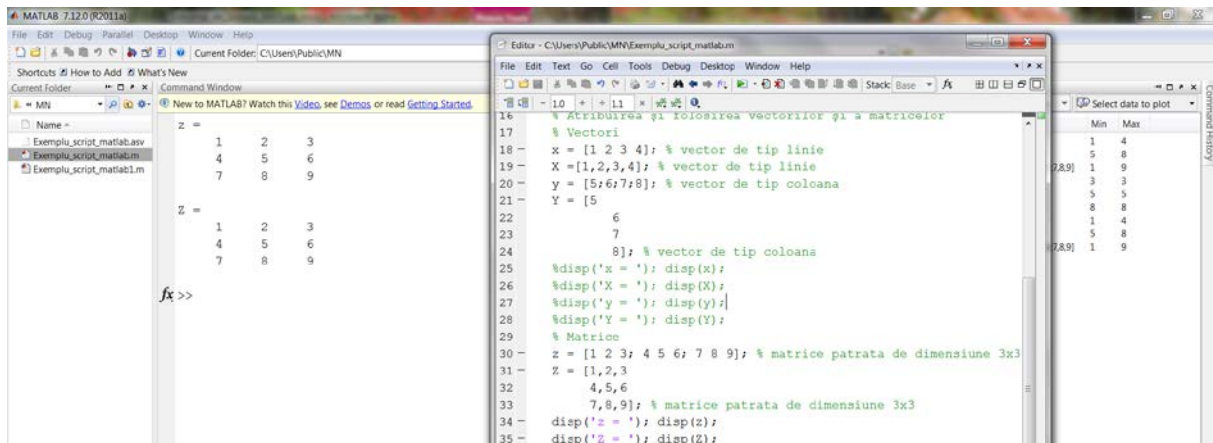 MATLAB 7.12.0 (R2011a)
File Edit Debug Parallel Desktop Window Help
Current Folder: C:\Users\Public\MN
Shortcuts How to Add What's New
Current Folder
« MN
Name
Exemplu_script_matlab.asv
Exemplu_script_matlab.m
Exemplu_script_matlab1.m
Command Window
New to MATLAB? Watch this Video, see Demos, or read Getting Started.
z =
1 2 3
4 5 6
7 8 9
Z =
1 2 3
4 5 6
7 8 9
fx >>
Editor - C:\Users\Public\MN\Exemplu_script_matlab.m
File Edit Text Go Cell Tools Debug Desktop Window Help
Stack: Base fx
- 1.0 + ÷ 1.1 ×
16 % Atribuirea şi folosirea vectorilor şi a matricelor
17 % Vectori
18 - x = [1 2 3 4]; % vector de tip linie
19 - X =[1,2,3,4]; % vector de tip linie
20 - y = [5;6;7;8]; % vector de tip coloana
21 - Y = [5
22 6
23 7
24 8]; % vector de tip coloana
25 %disp('x = '); disp(x);
26 %disp('X = '); disp(X);
27 %disp('y = '); disp(y);
28 %disp('Y = '); disp(Y);
29 % Matrice
30 - z = [1 2 3; 4 5 6; 7 8 9]; % matrice patrata de dimensiune 3x3
31 - Z = [1,2,3
32 4,5,6
33 7,8,9]; % matrice patrata de dimensiune 3x3
34 - disp('z = '); disp(z);
35 - disp('Z = '); disp(Z);
Select data to plot
Min Max
1 4
5 8
7,8,9] 1 9
3 3
5 5
8 8
1 4
5 8
7,8,9] 1 9
Command History